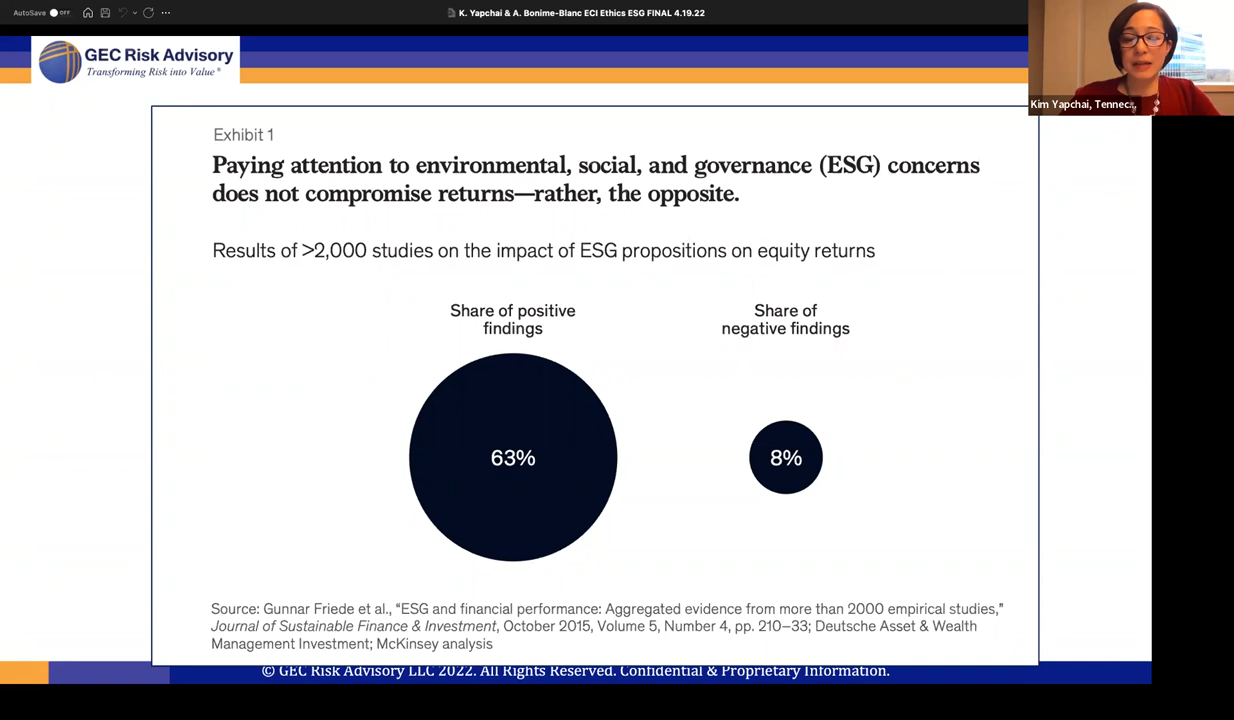 AutoSave OFF
K. Yapchai & A. Bonime-Blanc ECI Ethics ESG FINAL 4.19.22
GEC Risk Advisory
Transforming Risk into Value®
Kim Yapchai, Tennec...
Exhibit 1
Paying attention to environmental, social, and governance (ESG) concerns
does not compromise returns—rather, the opposite.
Results of >2,000 studies on the impact of ESG propositions on equity returns
Share of positive
findings
Share of
negative findings
63%
8%
Source: Gunnar Friede et al., “ESG and financial performance: Aggregated evidence from more than 2000 empirical studies,”
Journal of Sustainable Finance & Investment, October 2015, Volume 5, Number 4, pp. 210–33; Deutsche Asset & Wealth
Management Investment; McKinsey analysis
© GEC Risk Advisory LLC 2022. All Rights Reserved. Confidential & Proprietary Information.